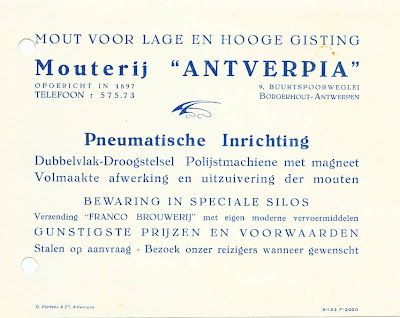 MOUT VOOR LAGE EN HOOGE GISTING
Mouterij "ANTVERPIA"
OPGERICHT IN 1897
TELEFOON : 575.73
9, BUURTSPOORWEGLEI
BORGERHOUT-ANTWERPEN
Pneumatische Inrichting
Dubbelvlak-Droogstelsel Polijstmachiene met magneet
Volmaakte afwerking en uitzuivering der mouten
BEWARING IN SPECIALE SILOS
Verzending "FRANCO BROUWERIJ" met eigen moderne vervoermiddelen
GUNSTIGSTE PRIJZEN EN VOORWAARDEN
Stalen op aanvraag - Bezoek onzer reizigers wanneer gewenscht
& Cº, Antwerpen